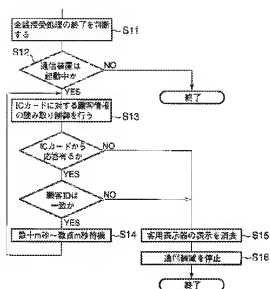 金銭授受処理の終了を判断
する
S11
S12
通信装置は
起動中か
NO
終了
YES
S13
ICカードに対する顧客情報
の読み取り制御を行う
ICカードから
応答有るか
NO
YES
顧客IDは
一致か
NO
YES
S14
数十m秒~数百m秒待機
客用表示器の表示を消去
S15
通信装置を停止
S16
終了